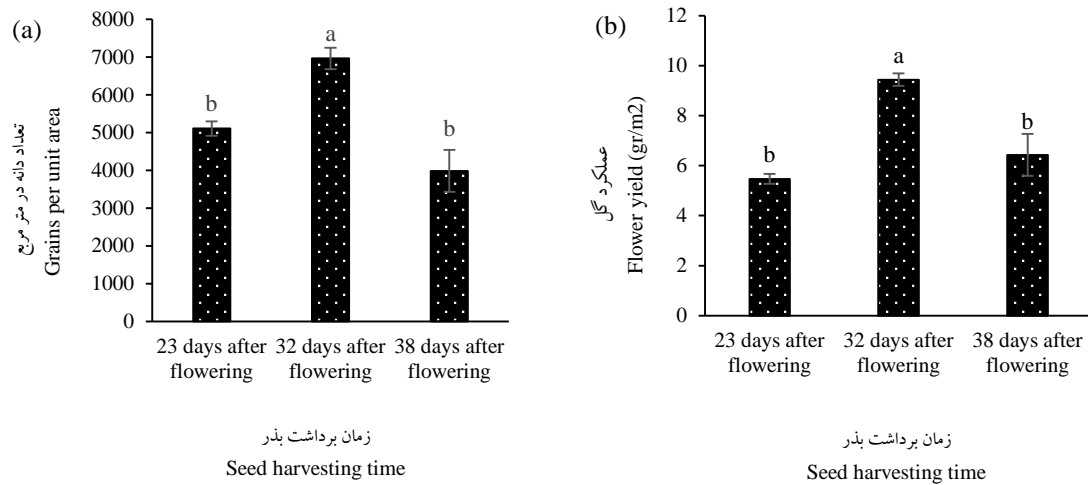 (a)
تعداد دانه در متر مربع
Grains per unit area
8000
7000
6000
5000
4000
3000
2000
1000
0
b
a
b
23 days after
flowering
32 days after
flowering
38 days after
flowering
زمان برداشت بذر
Seed harvesting time
(b)
عملکرد گل
Flower yield (gr/m2)
12
10
8
6
4
2
0
b
a
b
23 days after
flowering
32 days after
flowering
38 days after
flowering
زمان برداشت بذر
Seed harvesting time